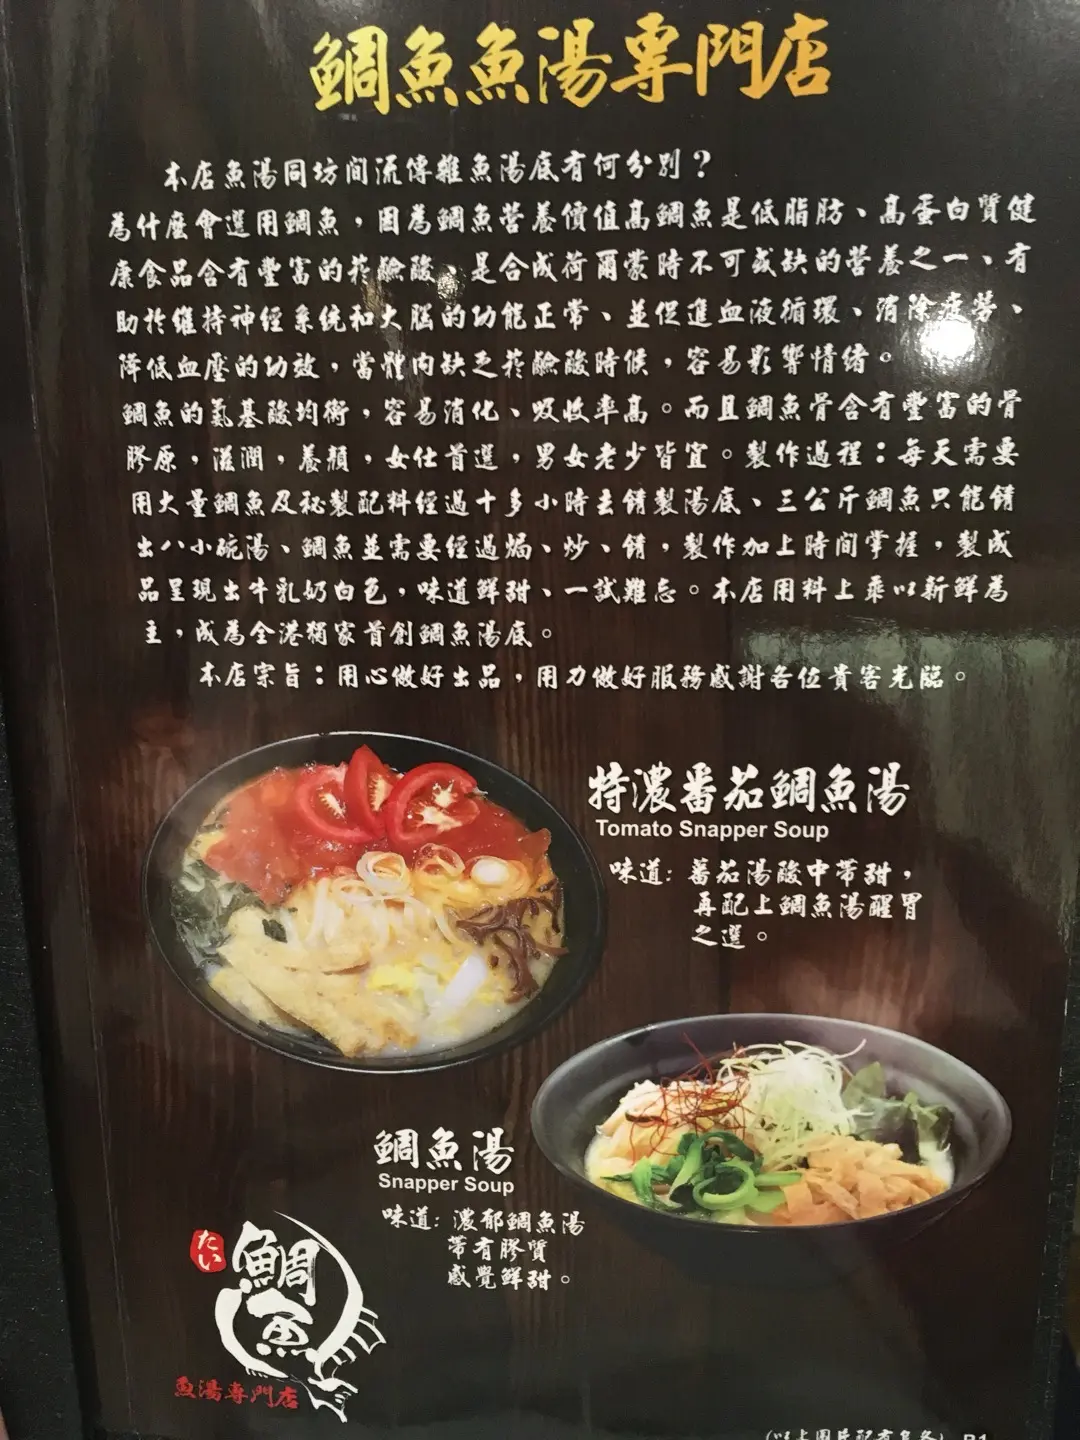 鯛魚魚湯專門店
本店魚湯同坊間流傳雜魚湯底有何分別？
為什麼會選用鯛魚，因為鯛魚營養價值高鯛魚是低脂肪、高蛋白質健
康食品含有豐富的菸鹼酸、是合成荷爾蒙時不可或缺的營養之一、有
助於維持神經系統和大腦的功能正常、並促進血液循環、消除疲勞、
降低血壓的功效，當體內缺乏菸鹼酸時候，容易影響情緒。
鯛魚的氨基酸均衡，容易消化、吸收率高。而且鯛魚骨含有豐富的骨
膠原，滋潤，養顏，女仕首選，男女老少皆宜。製作過程：每天需要
用大量鯛魚及秘製配料經過十多小時去餚製湯底、三公斤鯛魚只能餚
出八小碗湯、鯛魚並需要經過焗、炒、餚，製作加上時間掌握，製成
品呈現出牛乳奶白色，味道鮮甜、一試難忘。本店用料上乘以新鮮為
主，成為全港獨家首創鯛魚湯底。
本店宗旨：用心做好出品，用力做好服務感謝各位貴客光臨。
特濃番茄鯛魚湯
Tomato Snapper Soup
味道: 蕃茄湯酸中帶甜，
再配上鯛魚湯醒胃
之選。
鯛魚湯
Snapper Soup
味道: 濃郁鯛魚湯
帶有膠質
感覺鮮甜。
たい
鯛魚
魚湯專門店
(以上圖片配有烏冬) B1